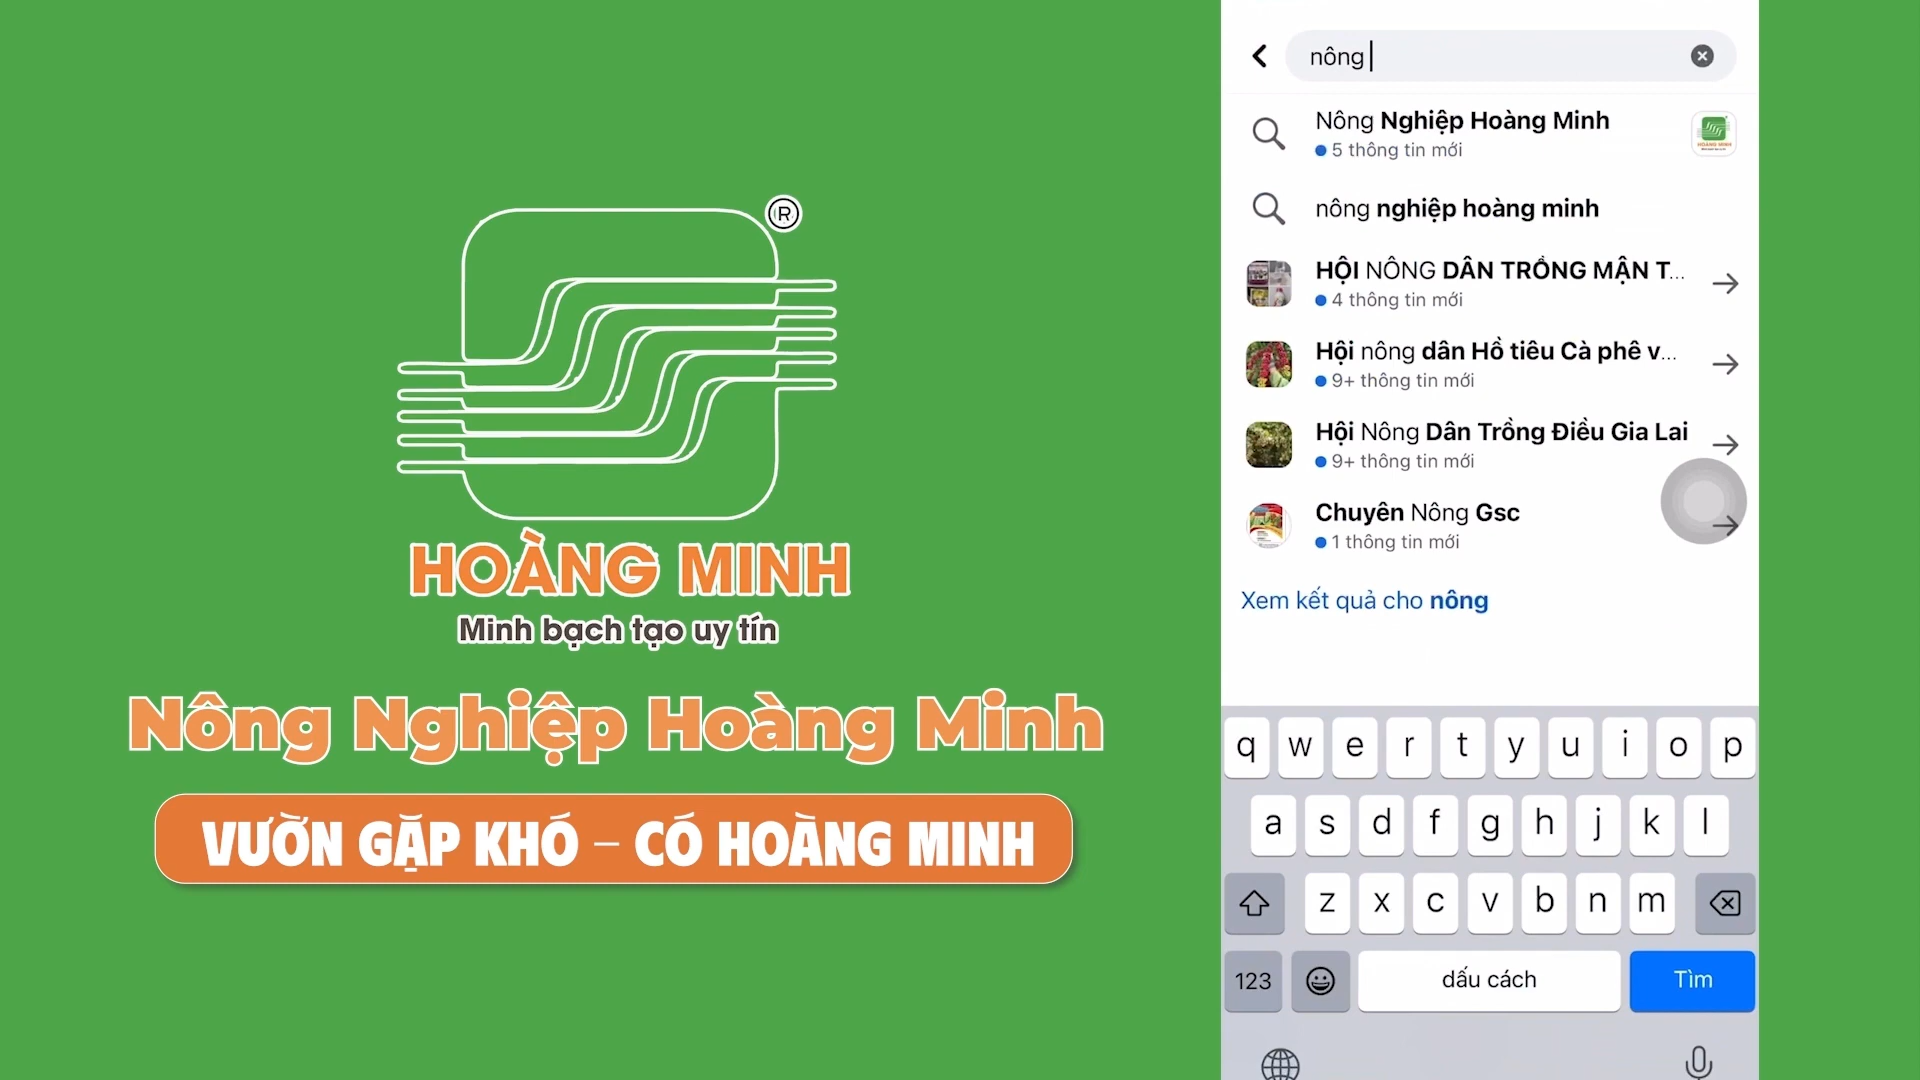 ®
HOÀNG MINH
Minh bạch tạo uy tín
Nông Nghiệp Hoàng Minh
VƯỜN GẶP KHÓ – CÓ HOÀNG MINH
nông
Nông Nghiệp Hoàng Minh
5 thông tin mới
HOÀNG MINH
nông nghiệp hoàng minh
HỘI NÔNG DÂN TRỒNG MẬN T...
4 thông tin mới
Hội nông dân Hồ tiêu Cà phê v...
9+ thông tin mới
Hội Nông Dân Trồng Điều Gia Lai
9+ thông tin mới
Chuyên Nông Gsc
1 thông tin mới
Xem kết quả cho nông
q w e r t y u i o p
a s d f g h j k l
z x c v b n m
123 dấu cách Tìm